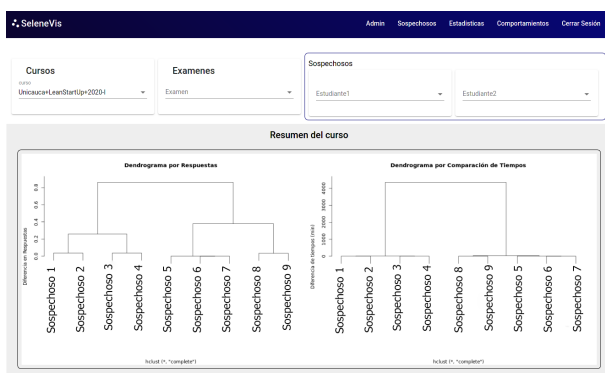 SeleneVis
Admin Sospechosos Estadisticas Comportamientos Cerrar Sesión
Cursos
curso
Unicauca+LeanStartUp+2020-I
Examenes
Examen
Sospechosos
Estudiante1
Estudiante2
Resumen del curso
Dendrograma por Respuestas
Diferencia en Respuestas
0.0 0.2 0.4 0.6 0.8
Sospechoso 1
Sospechoso 2
Sospechoso 3
Sospechoso 4
Sospechoso 5
Sospechoso 6
Sospechoso 7
Sospechoso 8
Sospechoso 9
hclust (*, "complete")
Dendrograma por Comparación de Tiempos
Diferencia de tiempos (min)
0 1000 2000 3000 4000
Sospechoso 1
Sospechoso 2
Sospechoso 3
Sospechoso 4
Sospechoso 8
Sospechoso 9
Sospechoso 5
Sospechoso 6
Sospechoso 7
hclust (*, "complete")